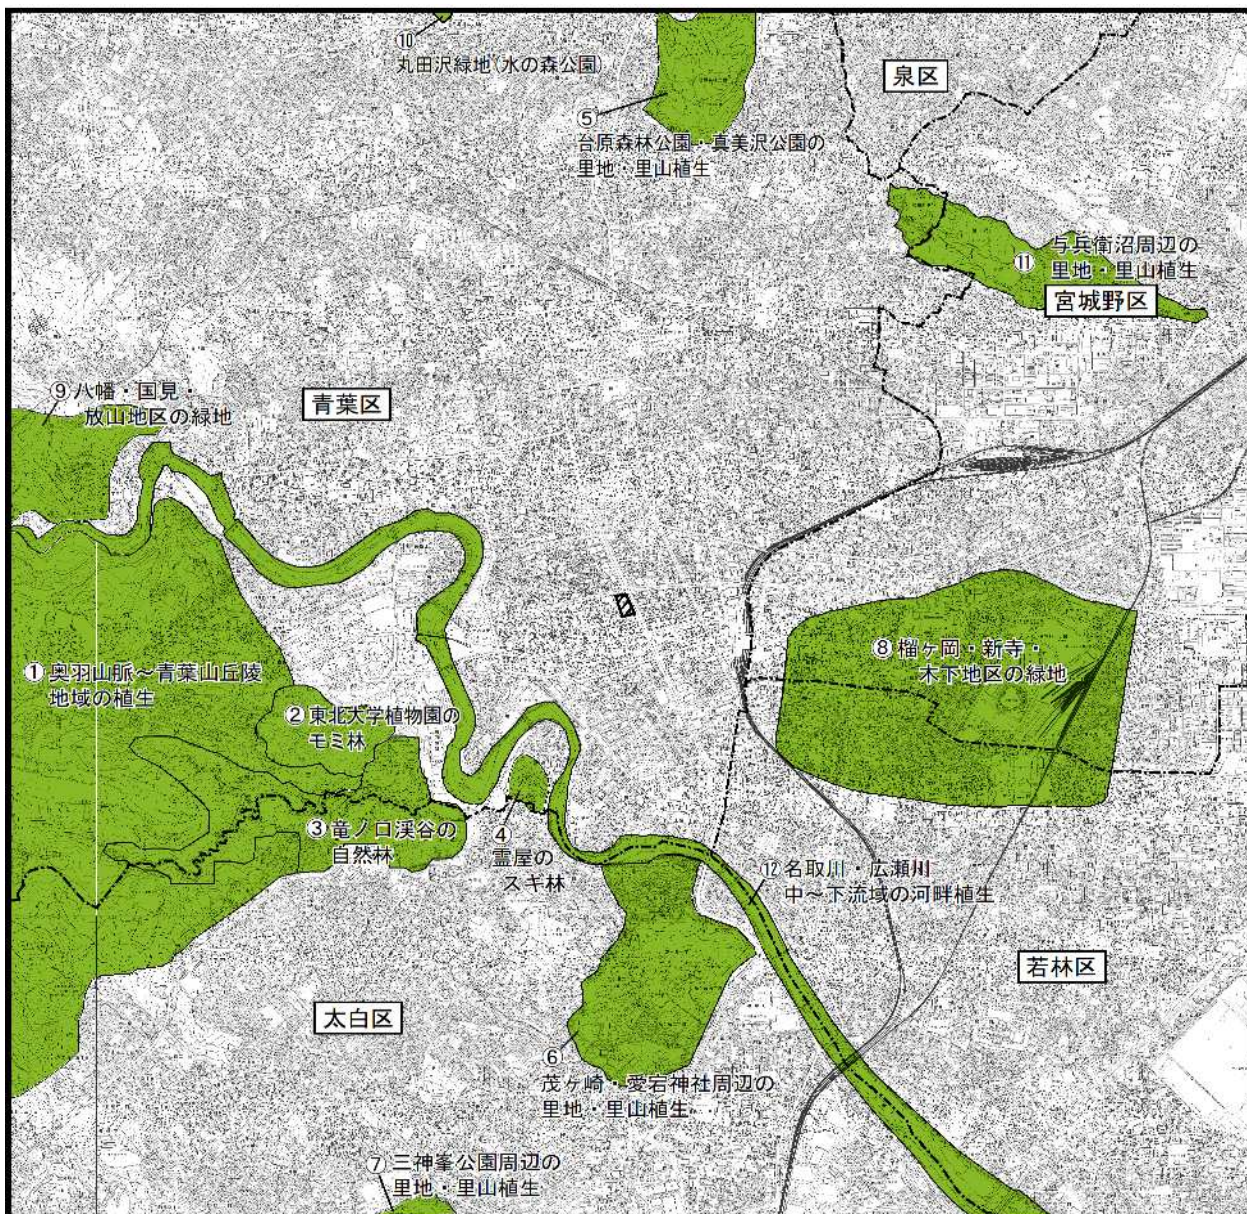 ⑩
丸田沢緑地(水の森公園)
泉区
⑤
台原森林公園・真美沢公園の
里地・里山植生
⑪ 与兵衛沼周辺の
里地・里山植生
宮城野区
⑨ 八幡・国見・
放山地区の緑地
青葉区
① 奥羽山脈～青葉山丘陵
地域の植生
② 東北大学植物園の
モミ林
⑧ 榴ヶ岡・新寺・
木下地区の緑地
③ 竜ノ口渓谷の
自然林
④
霊屋の
スギ林
⑫ 名取川・広瀬川
中～下流域の河畔植生
若林区
太白区
⑥
茂ヶ崎・愛宕神社周辺の
里地・里山植生
⑦ 三神峯公園周辺の
里地・里山植生